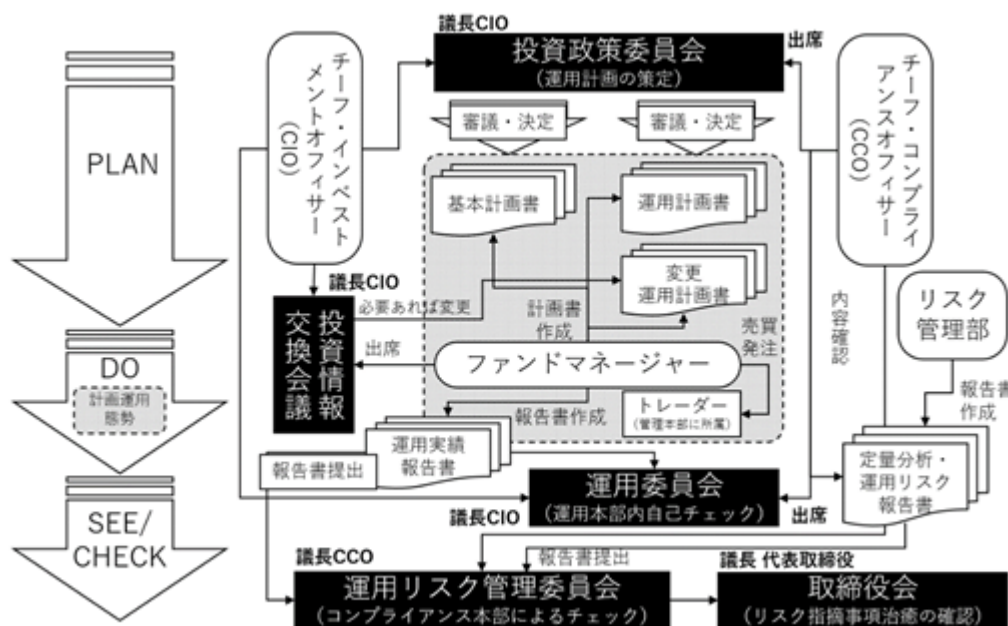 PLAN
DO
計画運用
態勢
SEE/
CHECK
チーフ・インベスト
メントオフィサー
(CIO)
議長CIO
投資政策委員会
(運用計画の策定)
出席
チーフ・コンプライ
アンスオフィサー
(CCO)
審議・決定
審議・決定
基本計画書
運用計画書
変更
運用計画書
議長CIO
投資情報
交換会議
必要あれば変更
計画書
作成
売買
発注
出席
ファンドマネージャー
トレーダー
(管理本部に所属)
報告書作成
運用実績
報告書
報告書提出
内容確認
リスク
管理部
報告書
作成
定量分析・
運用リスク
報告書
運用委員会
(運用本部内自己チェック)
議長CIO
出席
報告書提出
議長CCO
運用リスク管理委員会
(コンプライアンス本部によるチェック)
議長 代表取締役
取締役会
(リスク指摘事項治癒の確認)